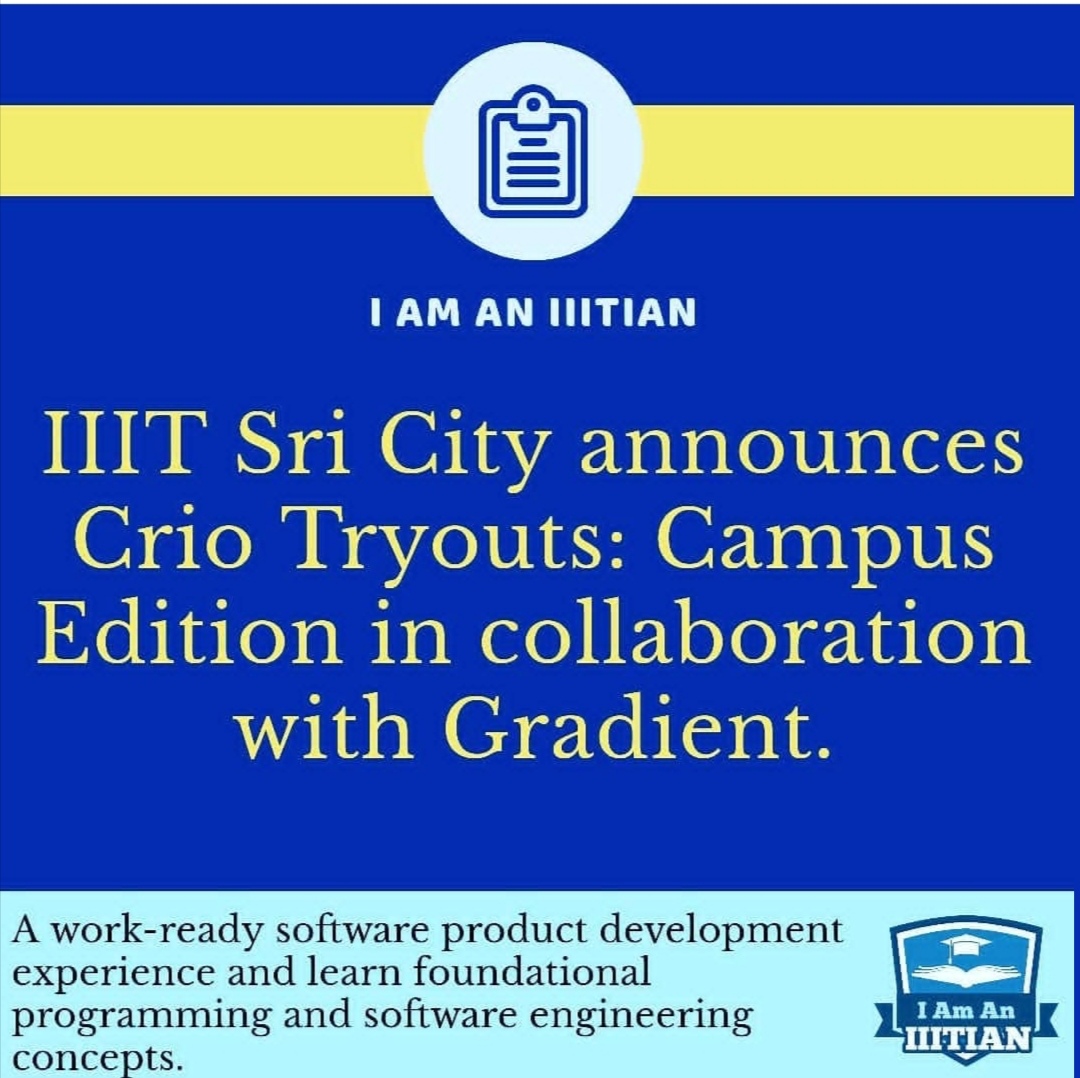 I AM AN IIITIAN
IIIT Sri City announces
Crio Tryouts: Campus
Edition in collaboration
with Gradient.
A work-ready software product development
experience and learn foundational
programming and software engineering
concepts.
I Am An
IIITIAN